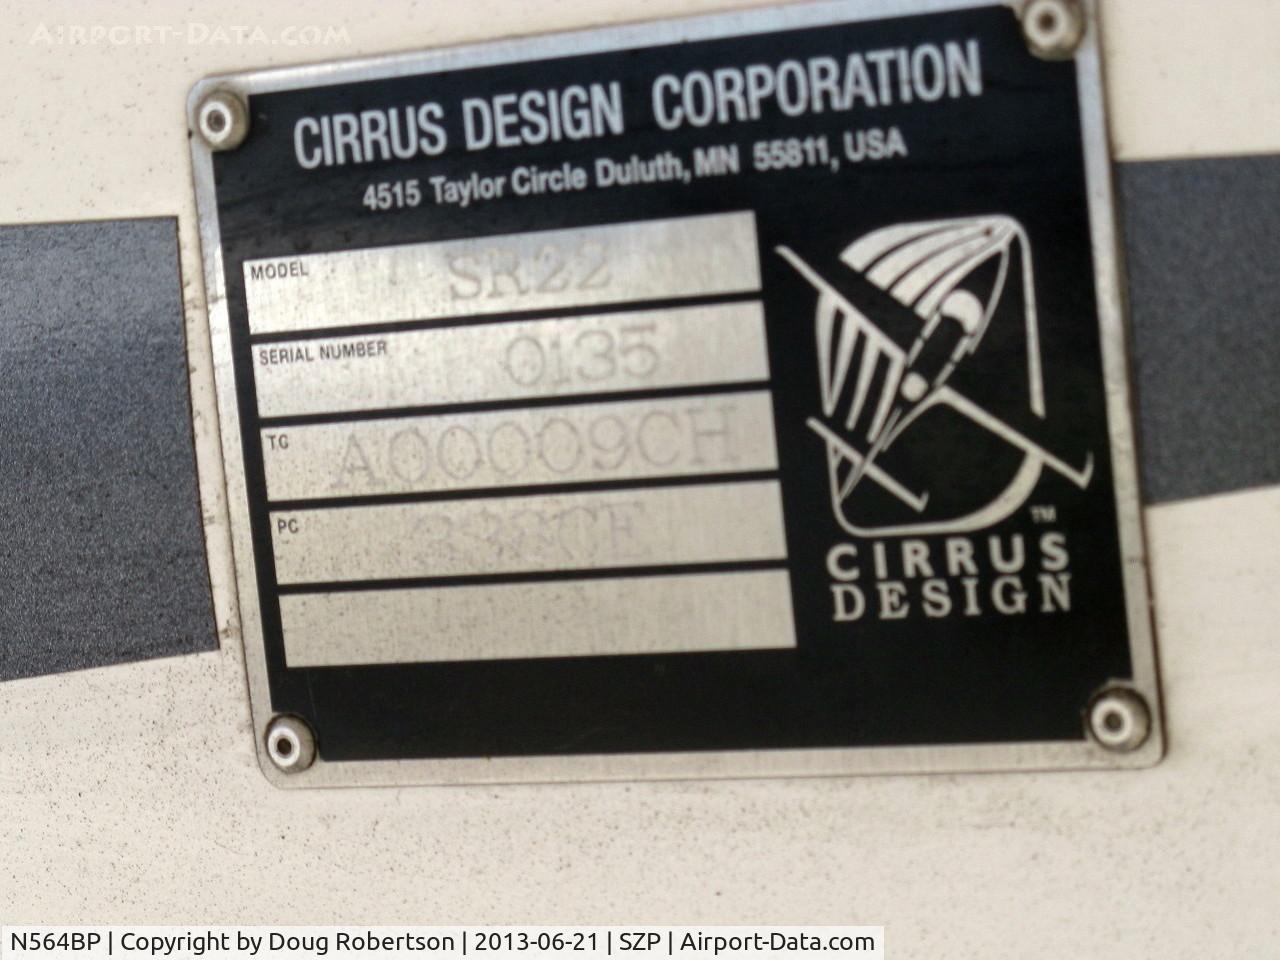 AIRPORT-DATA.COM
CIRRUS DESIGN CORPORATION
4515 Taylor Circle Duluth, MN 55811, USA
MODEL SR22
SERIAL NUMBER 0135
TC A00009CH
PC
TM
CIRRUS
DESIGN
N564BP | Copyright by Doug Robertson | 2013-06-21 | SZP | Airport-Data.com